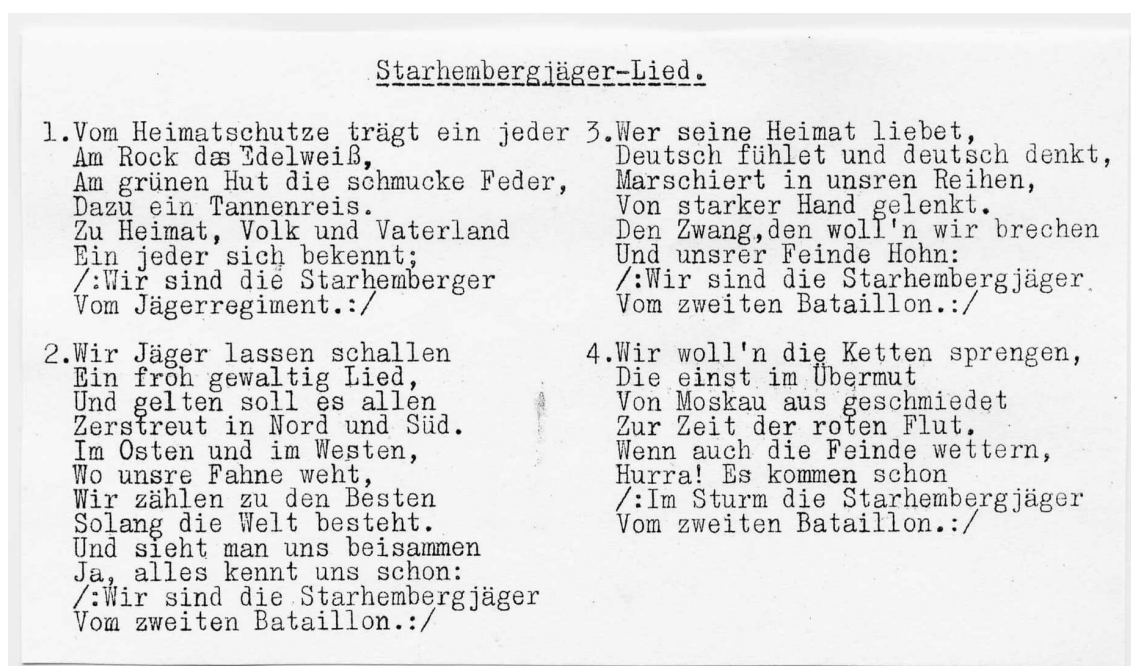 Starhembergjäger-Lied.
1.Vom Heimatschutze trägt ein jeder
Am Rock das Edelweiß,
Am grünen Hut die schmucke Feder,
Dazu ein Tannenreis.
Zu Heimat, Volk und Vaterland
Ein jeder sich bekennt;
/:Wir sind die Starhemberger
Vom Jägerregiment.:/
2.Wir Jäger lassen schallen
Ein froh gewaltig Lied,
Und gelten soll es allen
Zerstreut in Nord und Süd.
Im Osten und im Westen,
Wo unsre Fahne weht,
Wir zählen zu den Besten
Solang die Welt besteht.
Und sieht man uns beisammen
Ja, alles kennt uns schon:
/:Wir sind die Starhembergjäger
Vom zweiten Bataillon.:/
3.Wer seine Heimat liebet,
Deutsch fühlet und deutsch denkt,
Marschiert in unsren Reihen,
Von starker Hand gelenkt.
Den Zwang,den woll'n wir brechen
Und unsrer Feinde Hohn:
/:Wir sind die Starhembergjäger
Vom zweiten Bataillon.:/
4.Wir woll'n die Ketten sprengen,
Die einst im Übermut
Von Moskau aus geschmiedet
Zur Zeit der roten Flut.
Wenn auch die Feinde wettern,
Hurra! Es kommen schon
/:Im Sturm die Starhembergjäger
Vom zweiten Bataillon.:/